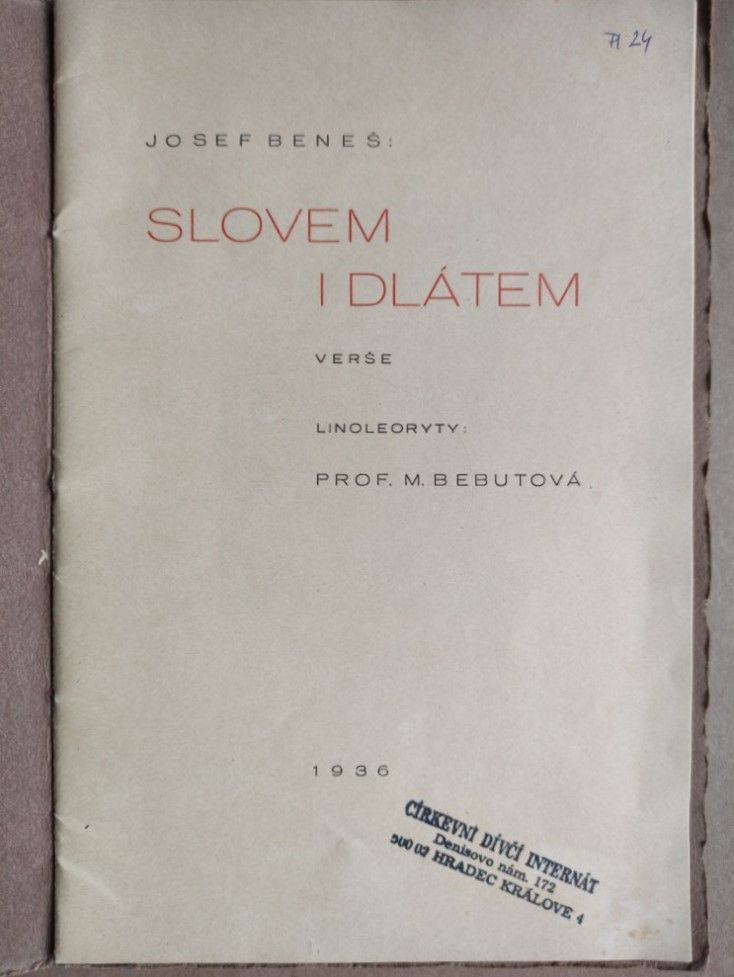 A 24
JOSEF BENEŠ:
SLOVEM
I DLÁTEM
VERŠE
LINOLEORYTY:
PROF. M. BEBUTOVÁ.
1936
CÍRKEVNÍ DÍVČÍ INTERNÁT
Denisovo nám. 172
500 02 HRADEC KRÁLOVE 4